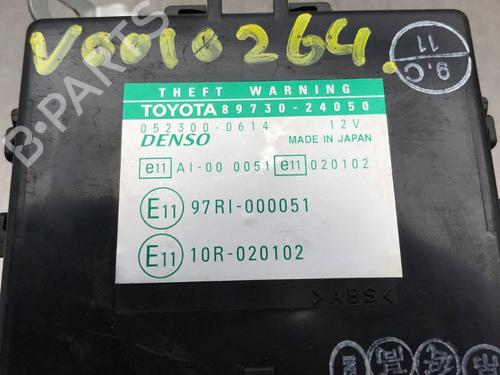 V0010264.
9.C
11
THEFT WARNING
TOYOTA 89730-24050
052300-0614 12V
DENSO MADE IN JAPAN
e11 AI-00 0051 e11 020102
E11 97RI-000051
E11 10R-020102
>ABS<